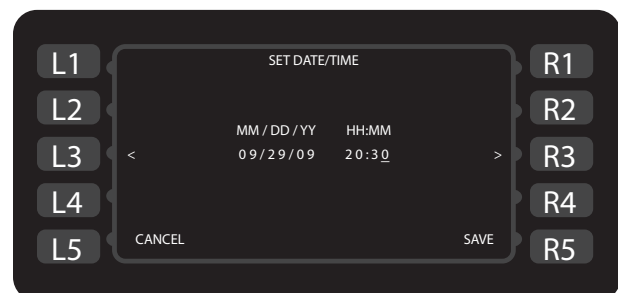 L1 SET DATE/TIME R1
L2 R2
MM / DD / YY HH:MM
L3 < 09/29/09 20:30 > R3
L4 R4
L5 CANCEL SAVE R5